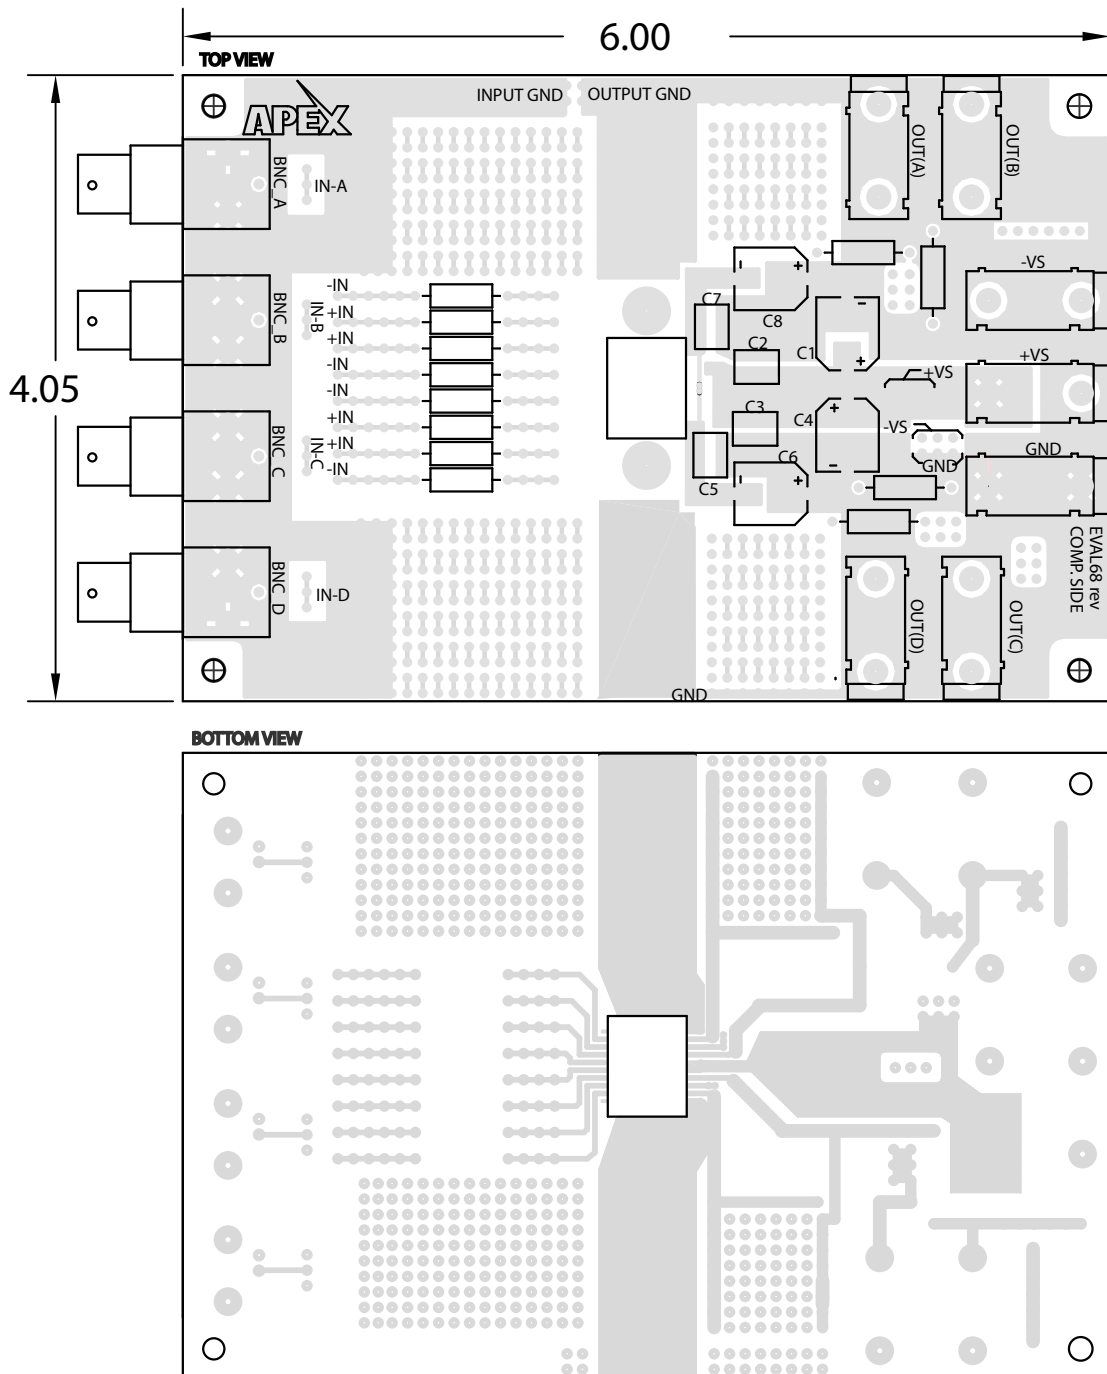 6.00
TOP VIEW
APEX
INPUT GND
OUTPUT GND
OUT(A)
OUT(B)
BNC_A
IN-A
-VS
-IN
C7
C8
+IN
IN-B
BNC_B
+IN
C2
C1
+VS
-IN
+VS
4.05
-IN
+IN
C3
C4
-VS
+IN
IN-C
BNC_C
GND
-IN
C6
GND
C5
EVAL68 rev
COMP. SIDE
BNC_D
IN-D
OUT(D)
OUT(C)
GND
BOTTOM VIEW